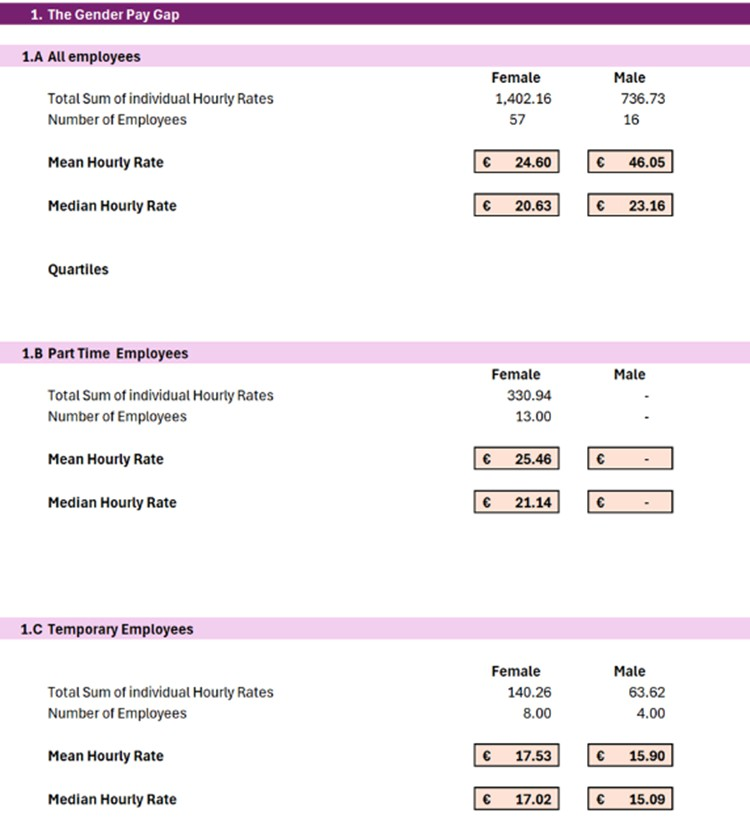 1. The Gender Pay Gap
1.A All employees
Female Male
Total Sum of individual Hourly Rates 1,402.16 736.73
Number of Employees 57 16
Mean Hourly Rate € 24.60 € 46.05
Median Hourly Rate € 20.63 € 23.16
Quartiles
1.B Part Time Employees
Female Male
Total Sum of individual Hourly Rates 330.94 -
Number of Employees 13.00 -
Mean Hourly Rate € 25.46 € -
Median Hourly Rate € 21.14 € -
1.C Temporary Employees
Female Male
Total Sum of individual Hourly Rates 140.26 63.62
Number of Employees 8.00 4.00
Mean Hourly Rate € 17.53 € 15.90
Median Hourly Rate € 17.02 € 15.09